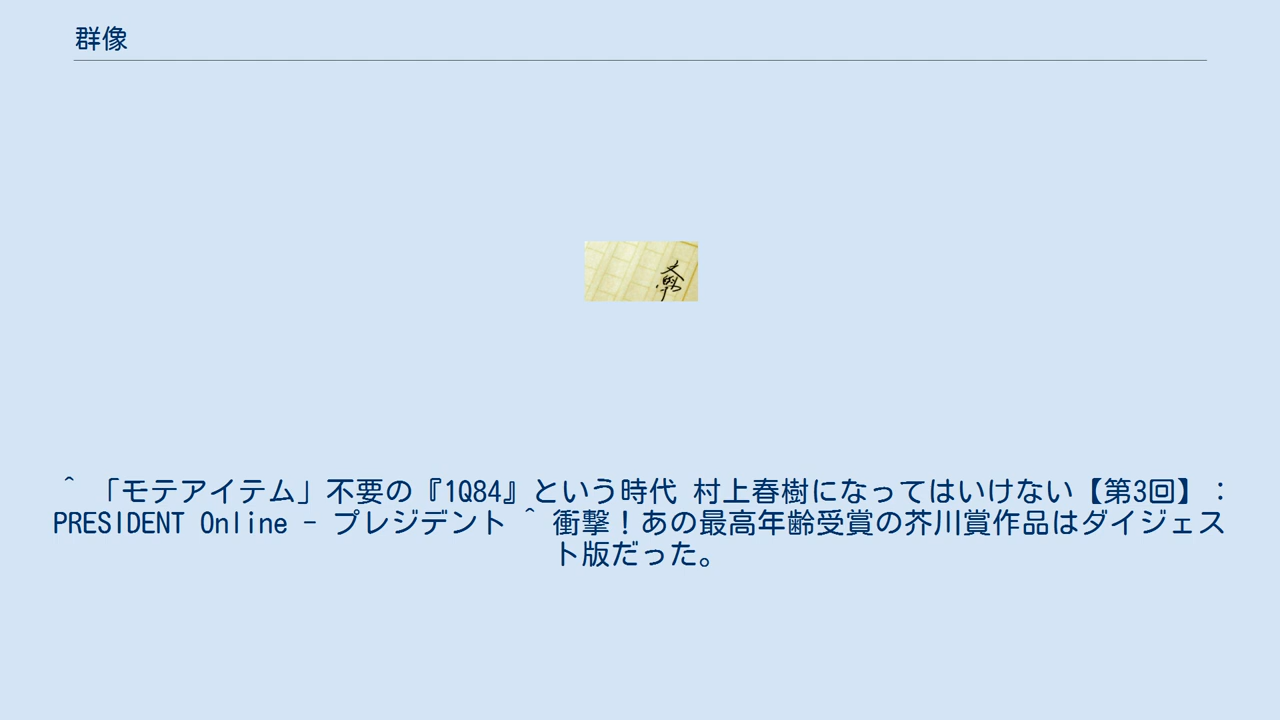 群像
^ 「モテアイテム」不要の『1Q84』という時代 村上春樹になってはいけない【第3回】：
PRESIDENT Online - プレジデント ^ 衝撃！あの最高年齢受賞の芥川賞作品はダイジェス
ト版だった。